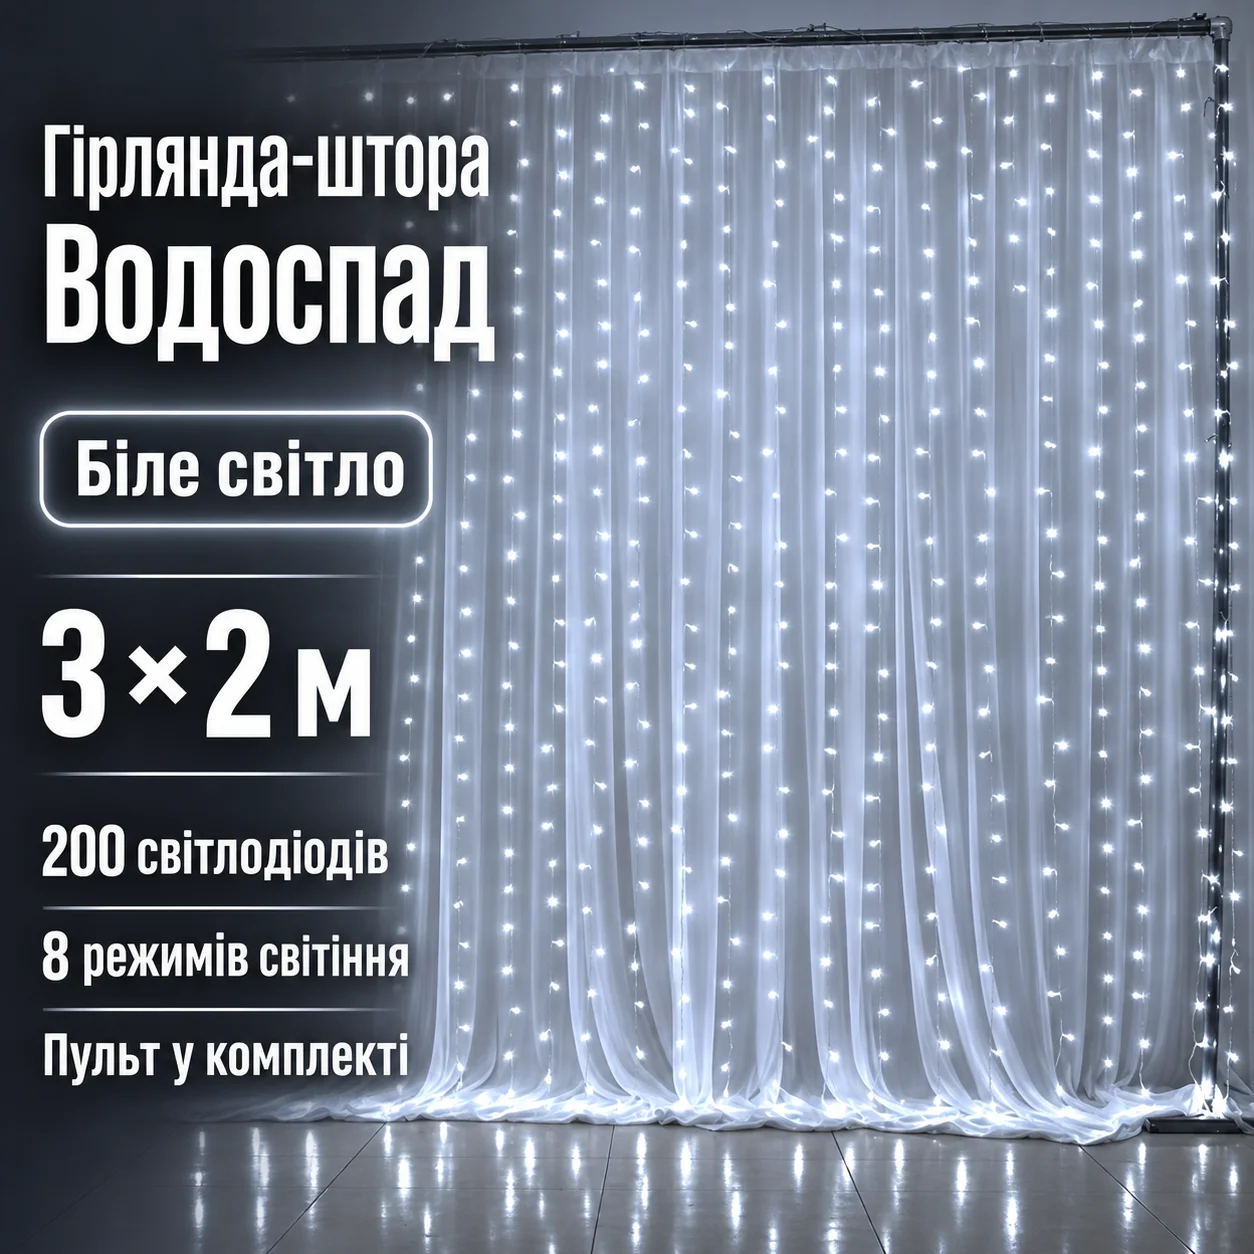 Гірлянда-штора
Водоспад
Біле світло
3×2 м
200 світлодіодів
8 режимів світіння
Пульт у комплекті